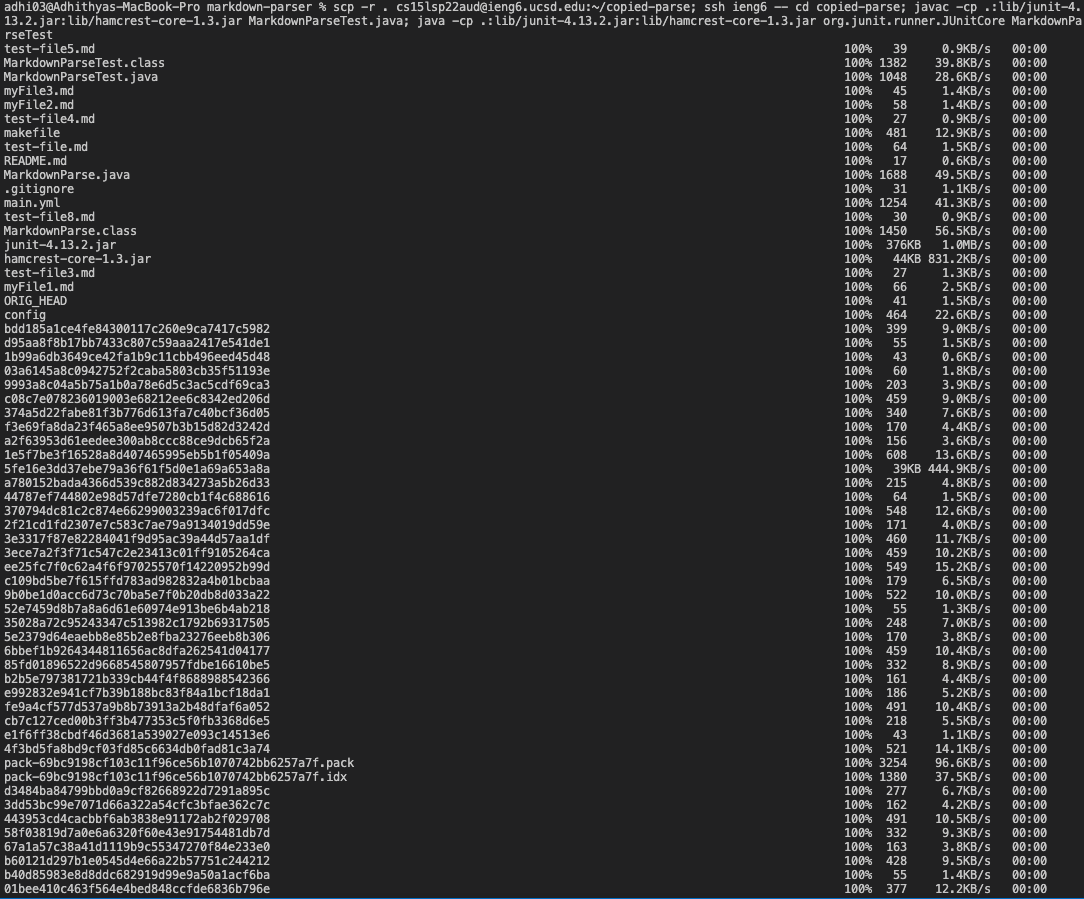 adhi03@Adhithyas-MacBook-Pro markdown-parser % scp -r . cs15lsp22aud@ieng6.ucsd.edu:~/copied-parse; ssh ieng6 -- cd copied-parse; javac -cp .:lib/junit-4.
13.2.jar:lib/hamcrest-core-1.3.jar MarkdownParseTest.java; java -cp .:lib/junit-4.13.2.jar:lib/hamcrest-core-1.3.jar org.junit.runner.JUnitCore MarkdownPa
rseTest
test-file5.md 100% 39 0.9KB/s 00:00
MarkdownParseTest.class 100% 1382 39.8KB/s 00:00
MarkdownParseTest.java 100% 1048 28.6KB/s 00:00
myFile3.md 100% 45 1.4KB/s 00:00
myFile2.md 100% 58 1.4KB/s 00:00
test-file4.md 100% 27 0.9KB/s 00:00
makefile 100% 481 12.9KB/s 00:00
test-file.md 100% 64 1.5KB/s 00:00
README.md 100% 17 0.6KB/s 00:00
MarkdownParse.java 100% 1688 49.5KB/s 00:00
.gitignore 100% 31 1.1KB/s 00:00
main.yml 100% 1254 41.3KB/s 00:00
test-file8.md 100% 30 0.9KB/s 00:00
MarkdownParse.class 100% 1450 56.5KB/s 00:00
junit-4.13.2.jar 100% 376KB 1.0MB/s 00:00
hamcrest-core-1.3.jar 100% 44KB 831.2KB/s 00:00
test-file3.md 100% 27 1.3KB/s 00:00
myFile1.md 100% 66 2.5KB/s 00:00
ORIG_HEAD 100% 41 1.5KB/s 00:00
config 100% 464 22.6KB/s 00:00
bdd185a1ce4fe84300117c260e9ca7417c5982 100% 399 9.0KB/s 00:00
d95aa8f8b17bb7433c807c59aaa2417e541de1 100% 55 1.5KB/s 00:00
1b99a6db3649ce42fa1b9c11cbb496eed45d48 100% 43 0.6KB/s 00:00
03a6145a8c0942752f2caba5803cb35f51193e 100% 60 1.8KB/s 00:00
9993a8c04a5b75a1b0a78e6d5c3ac5cdf69ca3 100% 203 3.9KB/s 00:00
c08c7e078236019003e68212ee6c8342ed206d 100% 459 9.0KB/s 00:00
374a5d22fabe81f3b776d613fa7c40bcf36d05 100% 340 7.6KB/s 00:00
f3e69fa8da23f465a8ee9507b3b15d82d3242d 100% 170 4.4KB/s 00:00
a2f63953d61eedee300ab8ccc88ce9dcb65f2a 100% 156 3.6KB/s 00:00
1e5f7be3f16528a8d407465995eb5b1f05409a 100% 608 13.6KB/s 00:00
5fe16e3dd37ebe79a36f61f5d0e1a69a653a8a 100% 39KB 444.9KB/s 00:00
a780152bada4366d539c882d834273a5b26d33 100% 215 4.8KB/s 00:00
44787ef744802e98d57dfe7280cb1f4c688616 100% 64 1.5KB/s 00:00
370794dc81c2c874e66299003239ac6f017dfc 100% 548 12.6KB/s 00:00
2f21cd1fd2307e7c583c7ae79a9134019dd59e 100% 171 4.0KB/s 00:00
3e3317f87e82284041f9d95ac39a44d57aa1df 100% 460 11.7KB/s 00:00
3ece7a2f3f71c547c2e23413c01ff9105264ca 100% 459 10.2KB/s 00:00
ee25fc7f0c62a4f6f97025570f14220952b99d 100% 549 15.2KB/s 00:00
c109bd5be7f615ffd783ad982832a4b01bcbaa 100% 179 6.5KB/s 00:00
9b0be1d0acc6d73c70ba5e7f0b20db8d033a22 100% 522 10.0KB/s 00:00
52e7459d8b7a8a6d61e60974e913be6b4ab218 100% 55 1.3KB/s 00:00
35028a72c95243347c513982c1792b69317505 100% 248 7.0KB/s 00:00
5e2379d64eaebb8e85b2e8fba23276eeb8b306 100% 170 3.8KB/s 00:00
6bbef1b9264344811656ac8dfa262541d04177 100% 459 10.4KB/s 00:00
85fd01896522d9668545807957fdbe16610be5 100% 332 8.9KB/s 00:00
b2b5e797381721b339cb44f4f8688988542366 100% 161 4.4KB/s 00:00
e992832e941cf7b39b188bc83f84a1bcf18da1 100% 186 5.2KB/s 00:00
fe9a4cf577d537a9b8b73913a2b48dfaf6a052 100% 491 10.4KB/s 00:00
cb7c127ced00b3ff3b477353c5f0fb3368d6e5 100% 218 5.5KB/s 00:00
e1f6ff38cbdf46d3681a539027e093c14513e6 100% 43 1.1KB/s 00:00
4f3bd5fa8bd9cf03fd85c6634db0fad81c3a74 100% 521 14.1KB/s 00:00
pack-69bc9198cf103c11f96ce56b1070742bb6257a7f.pack 100% 3254 96.6KB/s 00:00
pack-69bc9198cf103c11f96ce56b1070742bb6257a7f.idx 100% 1380 37.5KB/s 00:00
d3484ba84799bbd0a9cf82668922d7291a895c 100% 277 6.7KB/s 00:00
3dd53bc99e7071d66a322a54cfc3bfae362c7c 100% 162 4.2KB/s 00:00
443953cd4cacbbf6ab3838e91172ab2f029708 100% 491 10.5KB/s 00:00
58f03819d7a0e6a6320f60e43e91754481db7d 100% 332 9.3KB/s 00:00
67a1a57c38a41d1119b9c55347270f84e233e0 100% 163 3.8KB/s 00:00
b60121d297b1e0545d4e66a22b57751c244212 100% 428 9.5KB/s 00:00
b40d85983e8d8ddc682919d99e9a50a1acf6ba 100% 55 1.4KB/s 00:00
01bee410c463f564e4bed848ccfde6836b796e 100% 377 12.2KB/s 00:00